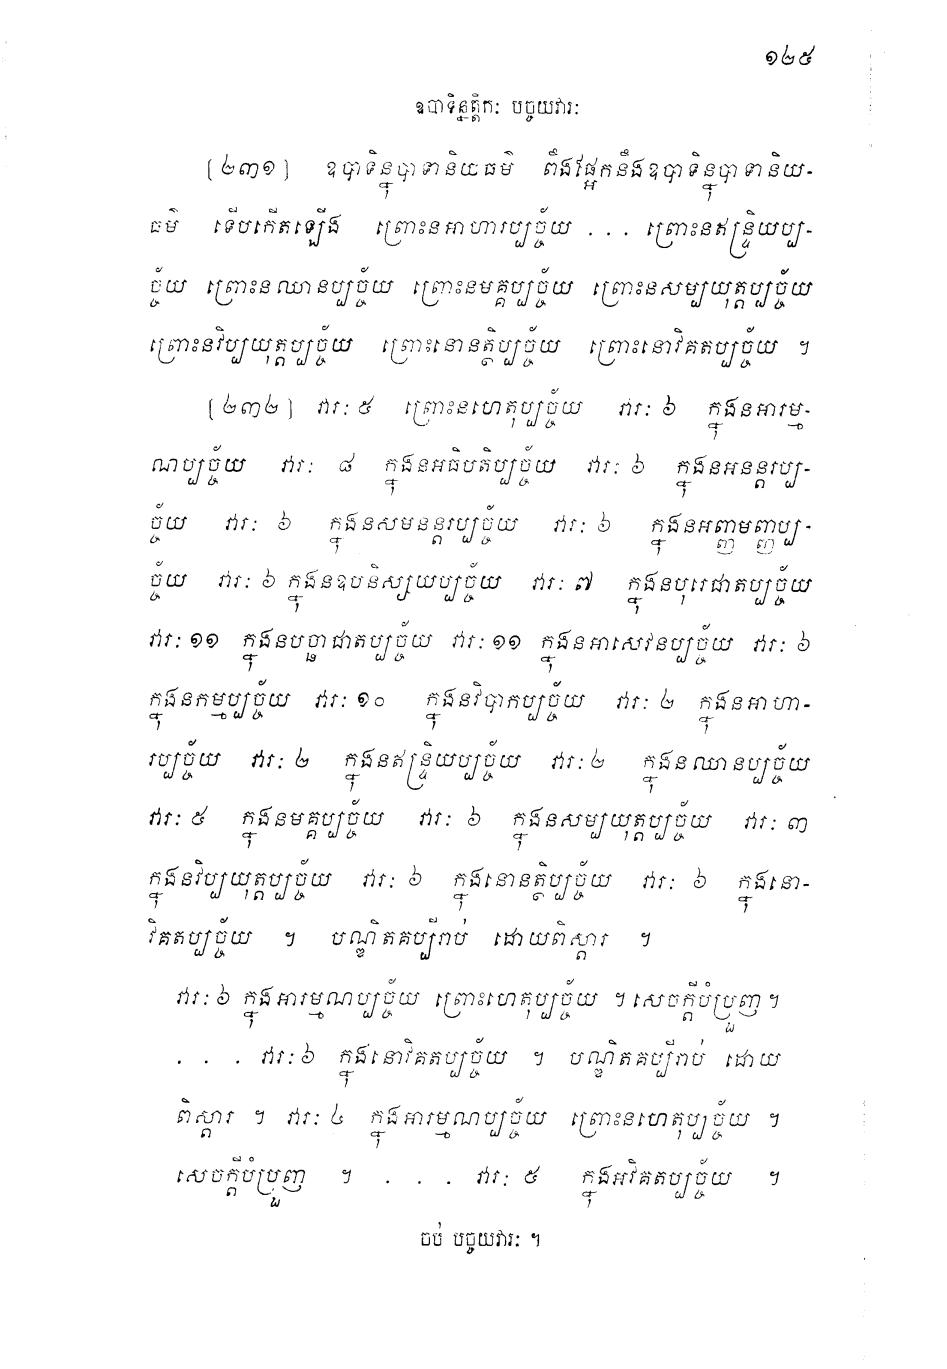 ១២៥
ឧបាទិន្នត្តិកៈ បច្ចយវារៈ
[២៣១] ឧបាទិន្នុបាទានិយធម៌ ពឹងផ្អែកនឹងឧបាទិន្នុបាទានិយ-
ធម៌ ទើបកើតឡើង ព្រោះនអាហារប្បច្ច័យ . . . ព្រោះនឥន្ទ្រិយប្ប-
ច្ច័យ ព្រោះនឈានប្បច្ច័យ ព្រោះនមគ្គប្បច្ច័យ ព្រោះនសម្បយុត្តប្បច្ច័យ
ព្រោះនវិប្បយុត្តប្បច្ច័យ ព្រោះនោនត្ថិប្បច្ច័យ ព្រោះនោវិគតប្បច្ច័យ ។
[២៣២] វារៈ ៥ ព្រោះនហេតុប្បច្ច័យ វារៈ ៦ ក្នុងនអារម្ម-
ណប្បច្ច័យ វារៈ ៨ ក្នុងនអធិបតិប្បច្ច័យ វារៈ ៦ ក្នុងនអនន្តរប្ប-
ច្ច័យ វារៈ ៦ ក្នុងនសមនន្តរប្បច្ច័យ វារៈ ៦ ក្នុងនអញ្ញាមញ្ញប្ប-
ច្ច័យ វារៈ ៦ ក្នុងនឧបនិស្សយប្បច្ច័យ វារៈ ៧ ក្នុងនបុរេជាតប្បច្ច័យ
វារៈ ១១ ក្នុងនបច្ឆាជាតប្បច្ច័យ វារៈ ១១ ក្នុងនអាសេវនប្បច្ច័យ វារៈ ៦
ក្នុងនកម្មប្បច្ច័យ វារៈ ១០ ក្នុងនវិបាកប្បច្ច័យ វារៈ ២ ក្នុងនអាហា-
រប្បច្ច័យ វារៈ ២ ក្នុងនឥន្ទ្រិយប្បច្ច័យ វារៈ ២ ក្នុងនឈានប្បច្ច័យ
វារៈ ៥ ក្នុងនមគ្គប្បច្ច័យ វារៈ ៦ ក្នុងនសម្បយុត្តប្បច្ច័យ វារៈ ៣
ក្នុងនវិប្បយុត្តប្បច្ច័យ វារៈ ៦ ក្នុងនោនត្ថិប្បច្ច័យ វារៈ ៦ ក្នុងនោ-
វិគតប្បច្ច័យ ។ បណ្ឌិតគប្បីរាប់ ដោយពិស្តារ ។
វារៈ ៦ ក្នុងអារម្មណប្បច្ច័យ ព្រោះហេតុប្បច្ច័យ ។ សេចក្តីបំប្រួញ ។
. . . វារៈ ៦ ក្នុងនោវិគតប្បច្ច័យ ។ បណ្ឌិតគប្បីរាប់ ដោយ
ពិស្តារ ។ វារៈ ៤ ក្នុងអារម្មណប្បច្ច័យ ព្រោះនហេតុប្បច្ច័យ ។
សេចក្តីបំប្រួញ ។ . . . វារៈ ៥ ក្នុងអវិគតប្បច្ច័យ ។
ចប់ បច្ចយវារៈ ។